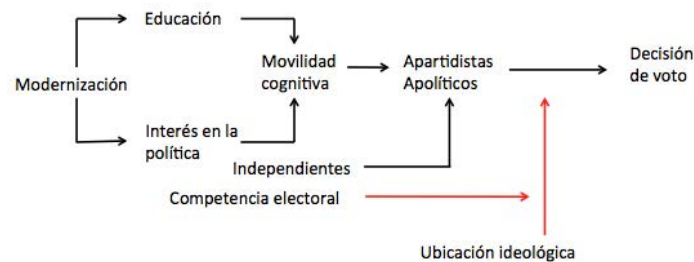 Educación
Modernización
Movilidad
cognitiva
Apartidistas
Apolíticos
Decisión
de voto
Interés en la
política
Independientes
Competencia electoral
Ubicación ideológica